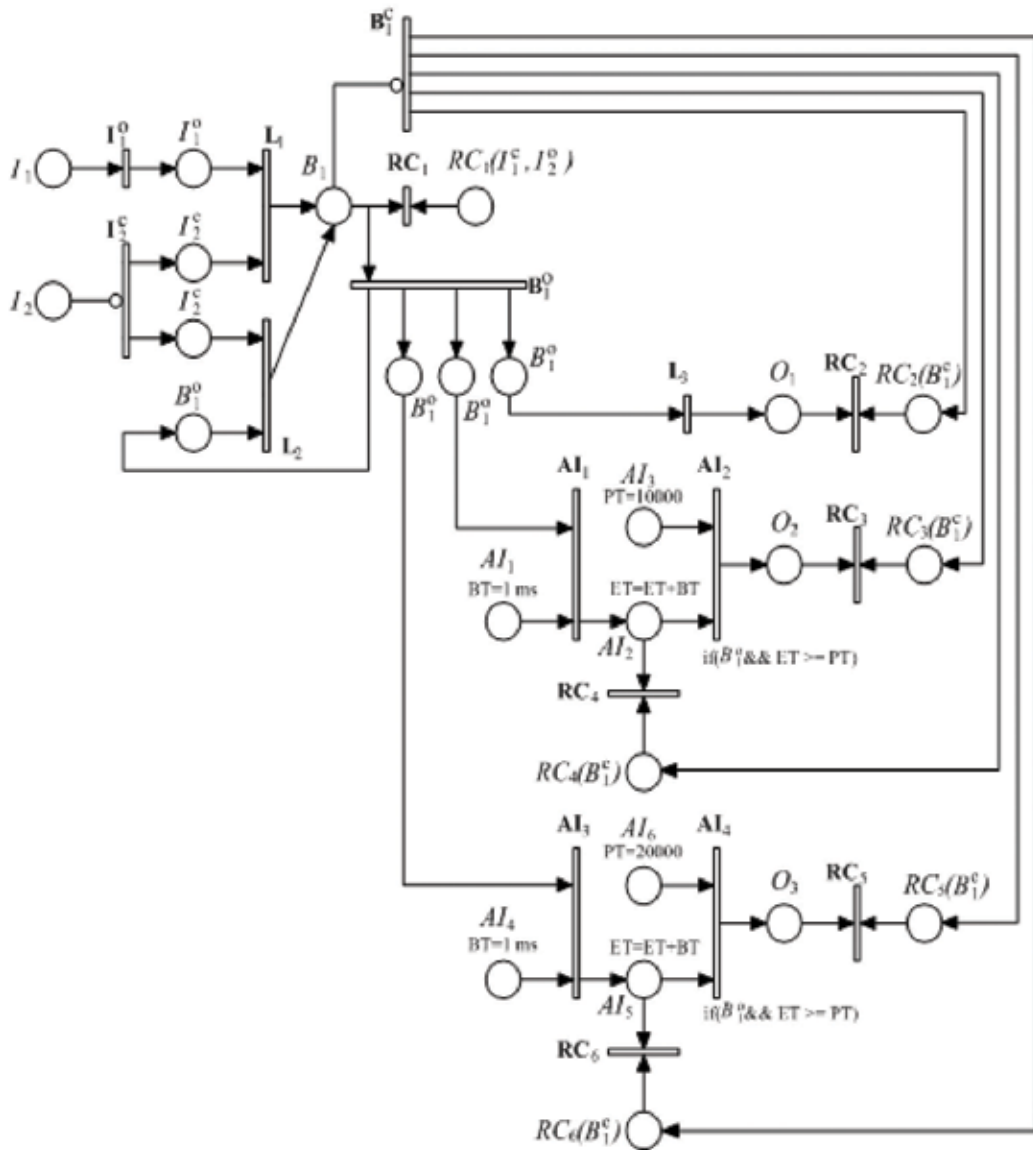 B₁ᶜ
I₁ᵒ I₁ᵒ L₁
I₁
B₁ RC₁ RC₁(I₁ᶜ, I₂ᵒ)
I₂ᶜ I₂ᶜ
I₂ I₂ᶜ
B₁ᵒ
B₁ᵒ
B₁ᵒ
B₁ᵒ B₁ᵒ
L₂
L₃ O₁ RC₂ RC₂(B₁ᶜ)
AI₁ AI₃ AI₂
PT=10000
O₂ RC₃ RC₃(B₁ᶜ)
AI₁
BT=1 ms ET=ET+BT
AI₂ if(B₁ᵒ && ET >= PT)
RC₄
RC₄(B₁ᶜ)
AI₃ AI₆ AI₄
PT=20000
O₃ RC₅ RC₅(B₁ᶜ)
AI₄
BT=1 ms ET=ET+BT
AI₅ if(B₁ᵒ && ET >= PT)
RC₆
RC₆(B₁ᶜ)